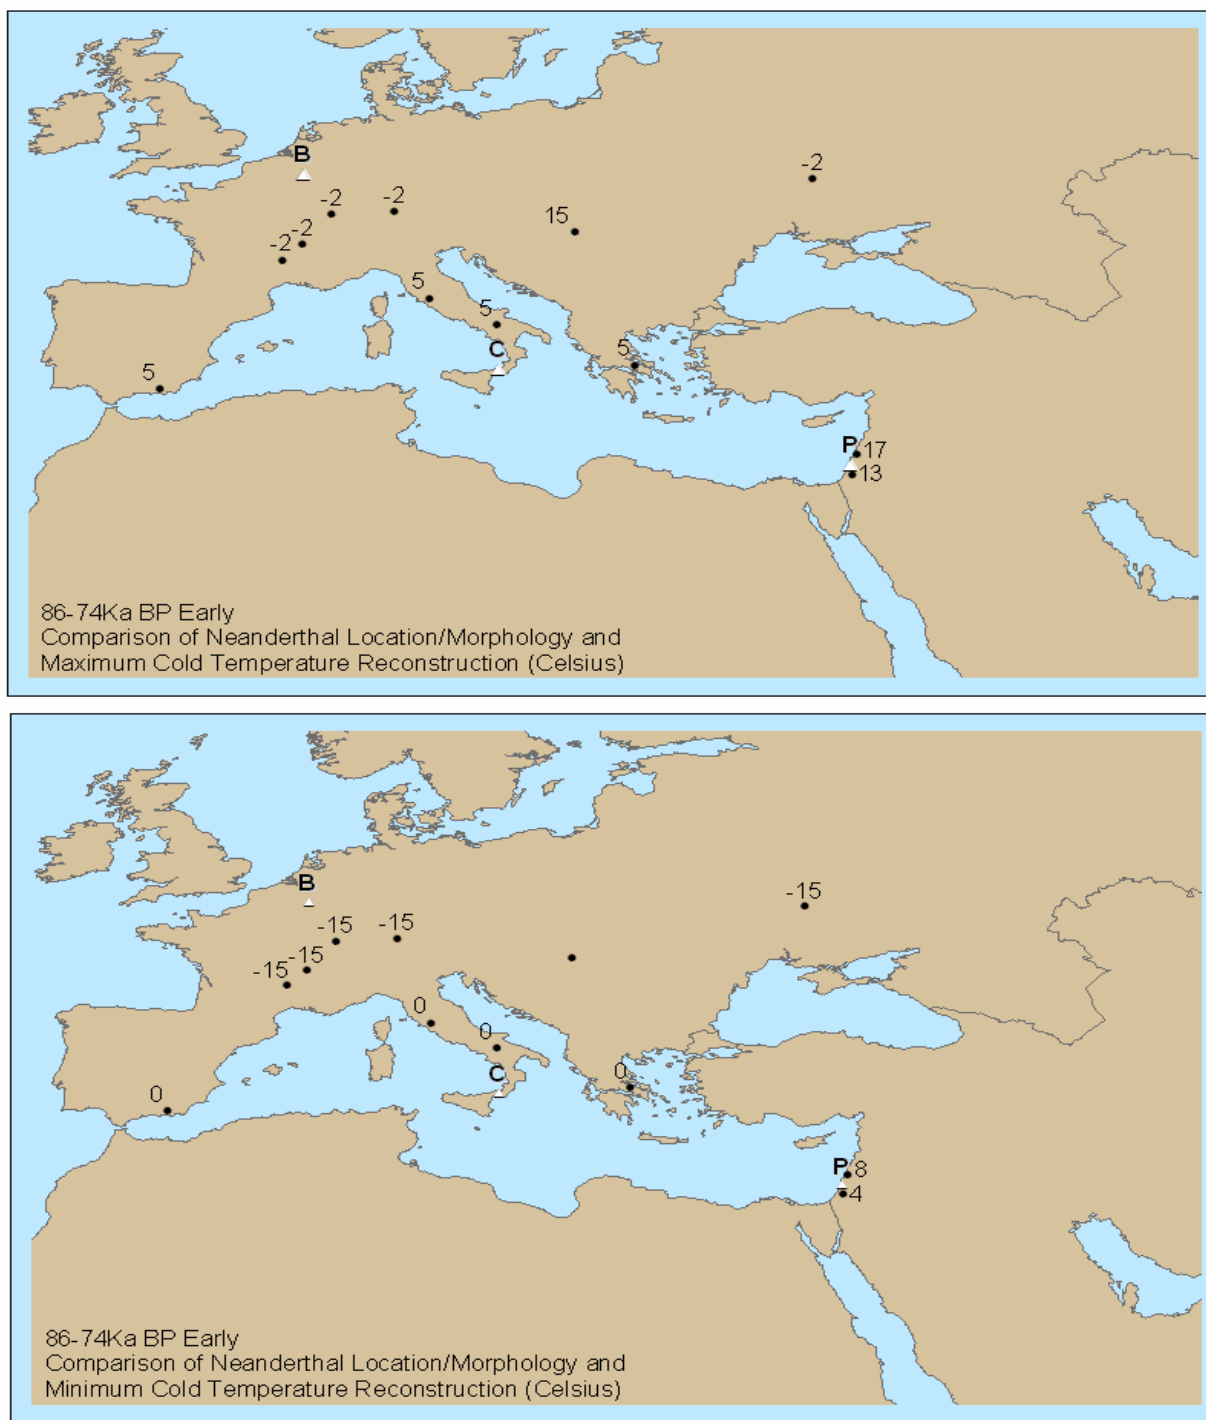 B
-2
-2
-2
15
-2
-2
5
5
C
5
5
P
17
13
86-74Ka BP Early
Comparison of Neanderthal Location/Morphology and
Maximum Cold Temperature Reconstruction (Celsius)
B
-15
-15
-15
-15
-15
0
0
C
0
0
P
8
4
86-74Ka BP Early
Comparison of Neanderthal Location/Morphology and
Minimum Cold Temperature Reconstruction (Celsius)